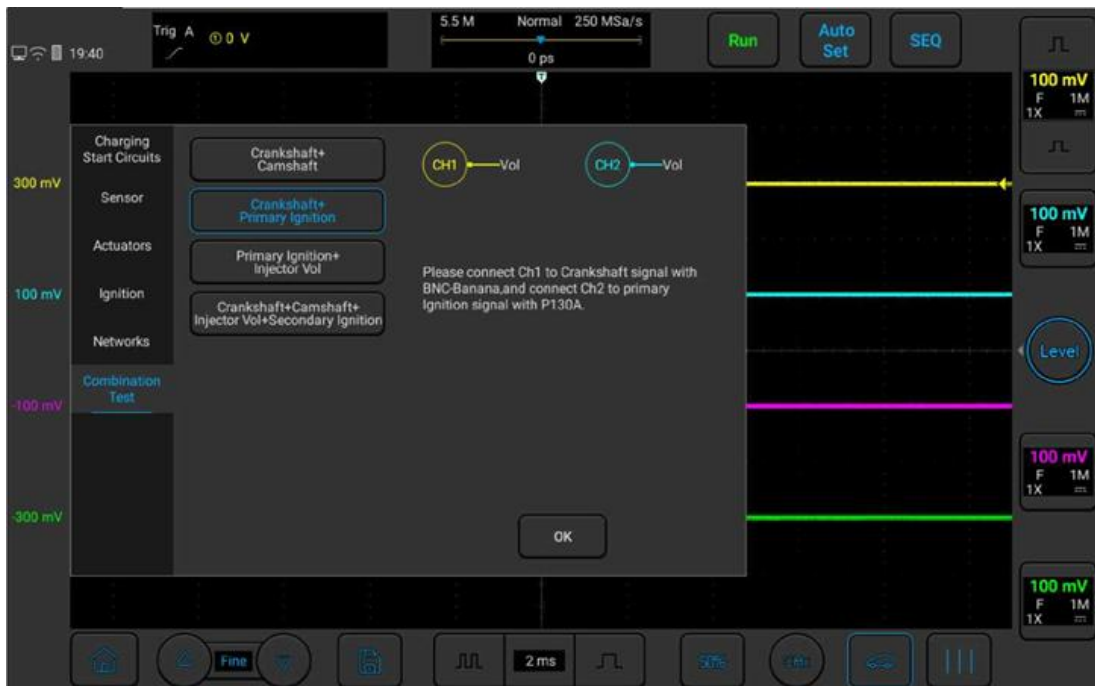 Trig A ① 0 V
19:40
5.5 M Normal 250 MSa/s
0 ps
T
Run
Auto
Set
SEQ
Charging
Start Circuits
Sensor
Actuators
Ignition
Networks
Combination
Test
Crankshaft+
Camshaft
Crankshaft+
Primary Ignition
Primary Ignition+
Injector Vol
Crankshaft+Camshaft+
Injector Vol+Secondary Ignition
CH1 Vol
CH2 Vol
Please connect Ch1 to Crankshaft signal with
BNC-Banana,and connect Ch2 to primary
Ignition signal with P130A.
OK
300 mV
100 mV
-100 mV
-300 mV
100 mV
F 1M
1X
100 mV
F 1M
1X
Level
100 mV
F 1M
1X
100 mV
F 1M
1X
Fine
2 ms
50%